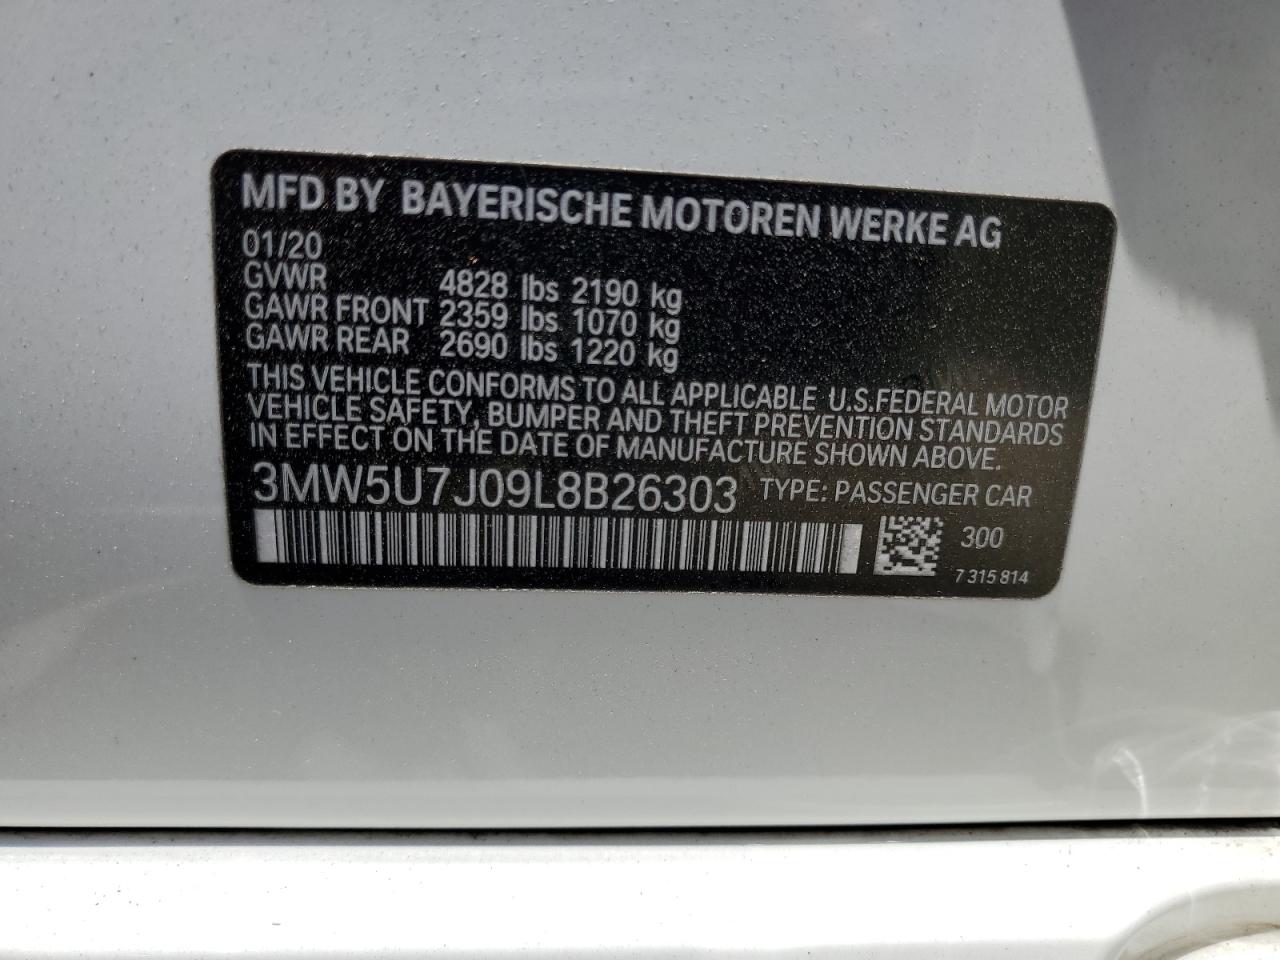 MFD BY BAYERISCHE MOTOREN WERKE AG
01/20
GVWR 4828 lbs 2190 kg
GAWR FRONT 2359 lbs 1070 kg
GAWR REAR 2690 lbs 1220 kg
THIS VEHICLE CONFORMS TO ALL APPLICABLE U.S.FEDERAL MOTOR
VEHICLE SAFETY, BUMPER AND THEFT PREVENTION STANDARDS
IN EFFECT ON THE DATE OF MANUFACTURE SHOWN ABOVE.
3MW5U7J09L8B26303 TYPE: PASSENGER CAR
300
7 315 814